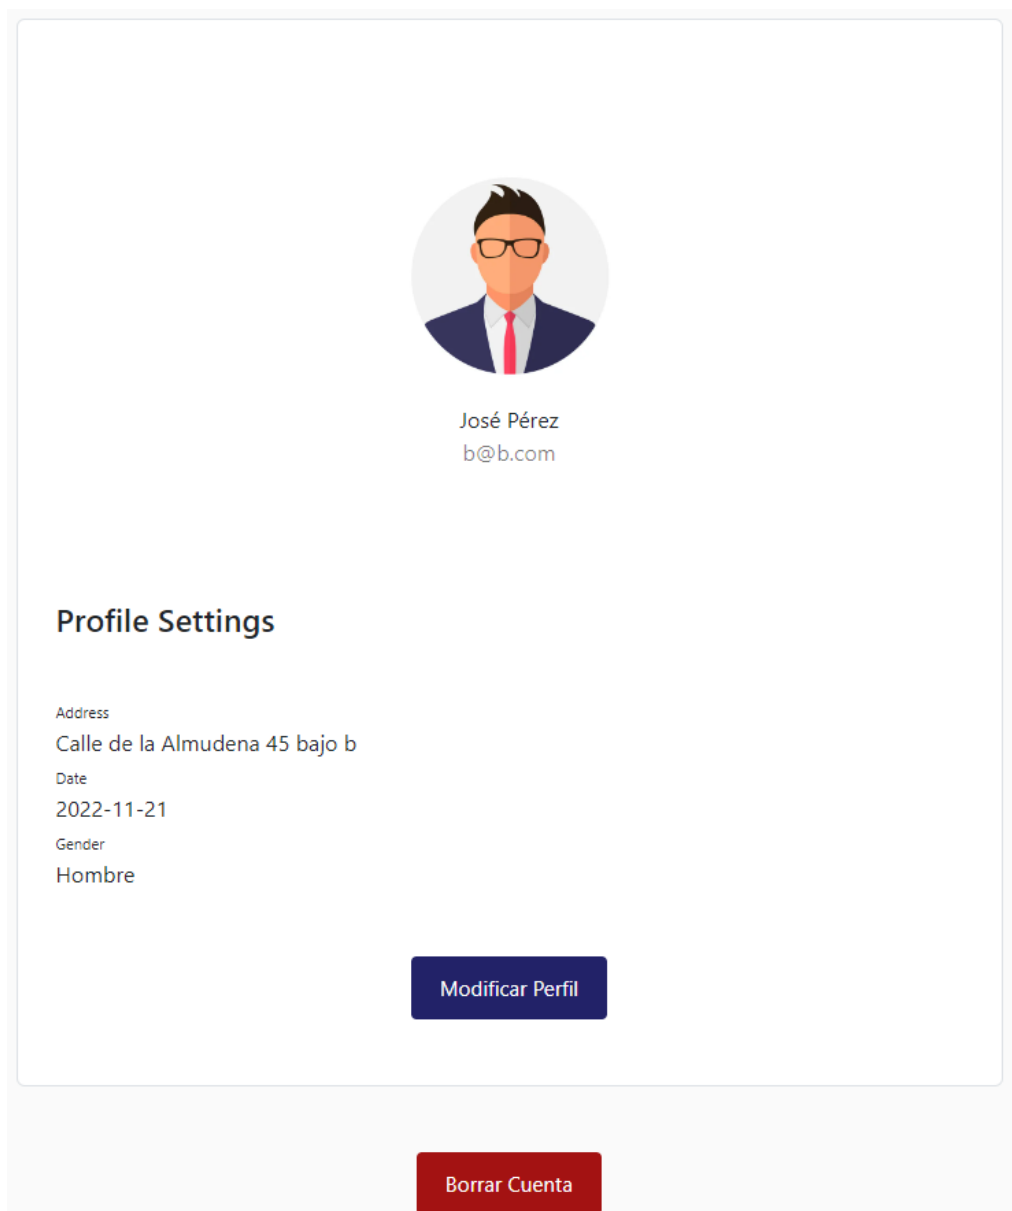 José Pérez
b@b.com
Profile Settings
Address
Calle de la Almudena 45 bajo b
Date
2022-11-21
Gender
Hombre
Modificar Perfil
Borrar Cuenta